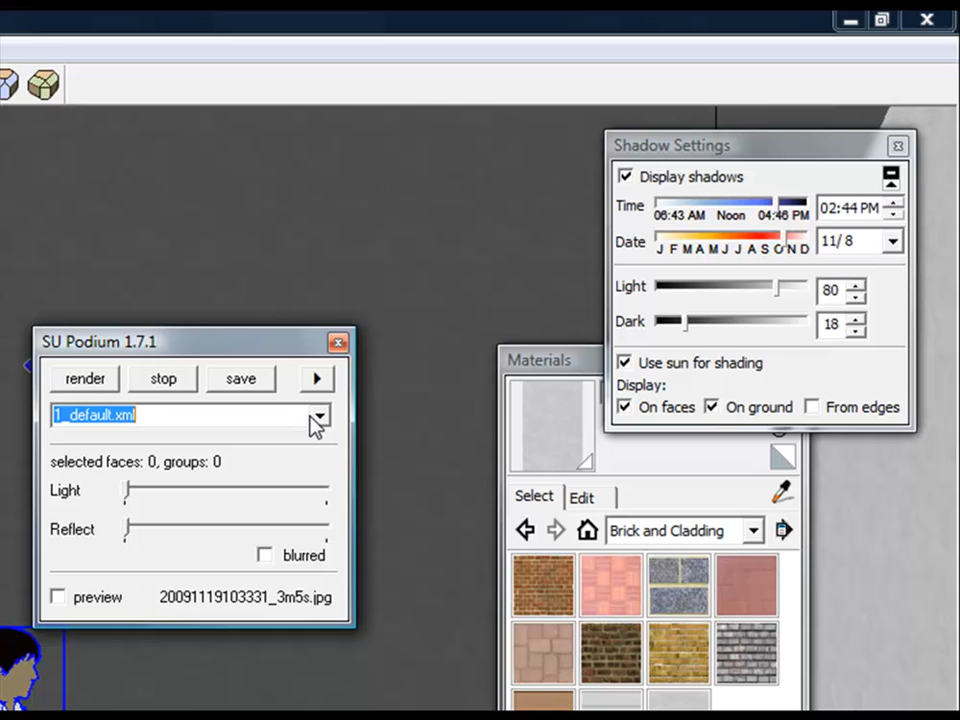 Shadow Settings
Display shadows
Time
06:43 AM Noon 04:46 PM
02:44 PM
Date
J F M A M J J A S O N D
11/ 8
Light
80
Dark
18
Use sun for shading
Display:
On faces
On ground
From edges
SU Podium 1.7.1
render
stop
save
1_default.xml
selected faces: 0, groups: 0
Light
Reflect
blurred
preview
20091119103331_3m5s.jpg
Materials
Select
Edit
Brick and Cladding